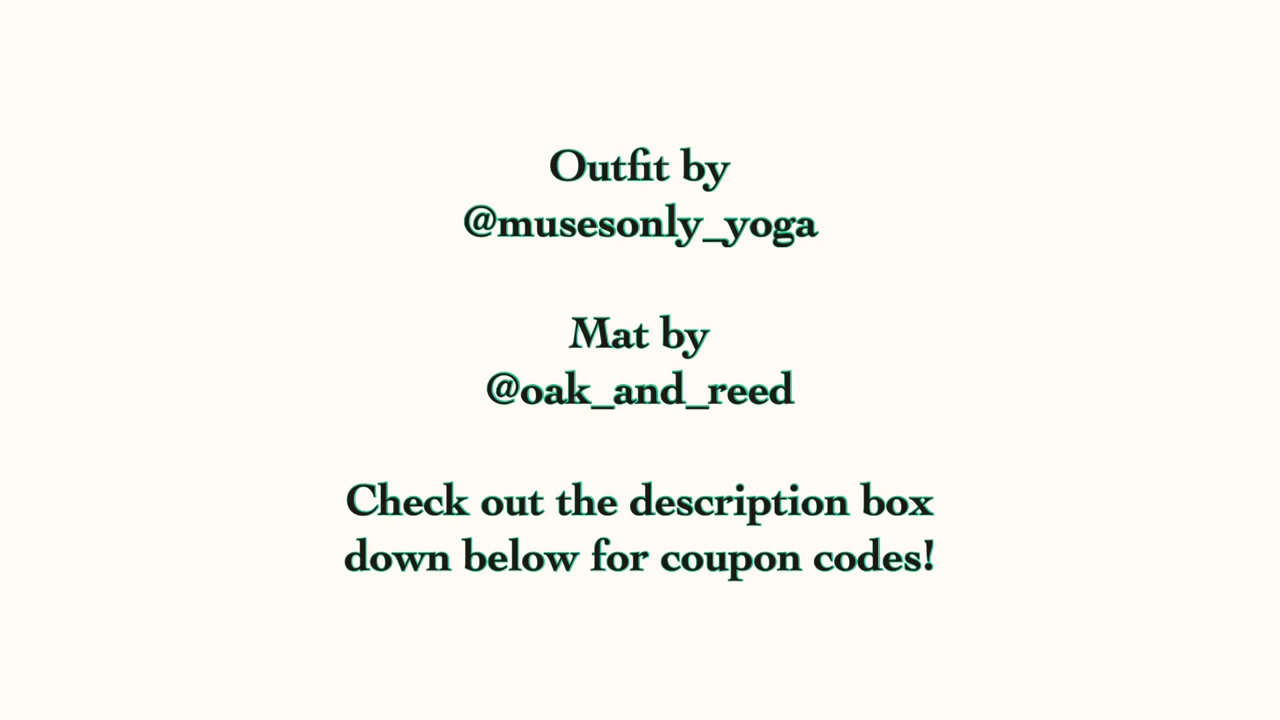 Outfit by
@musesonly_yoga
Mat by
@oak_and_reed
Check out the description box
down below for coupon codes!